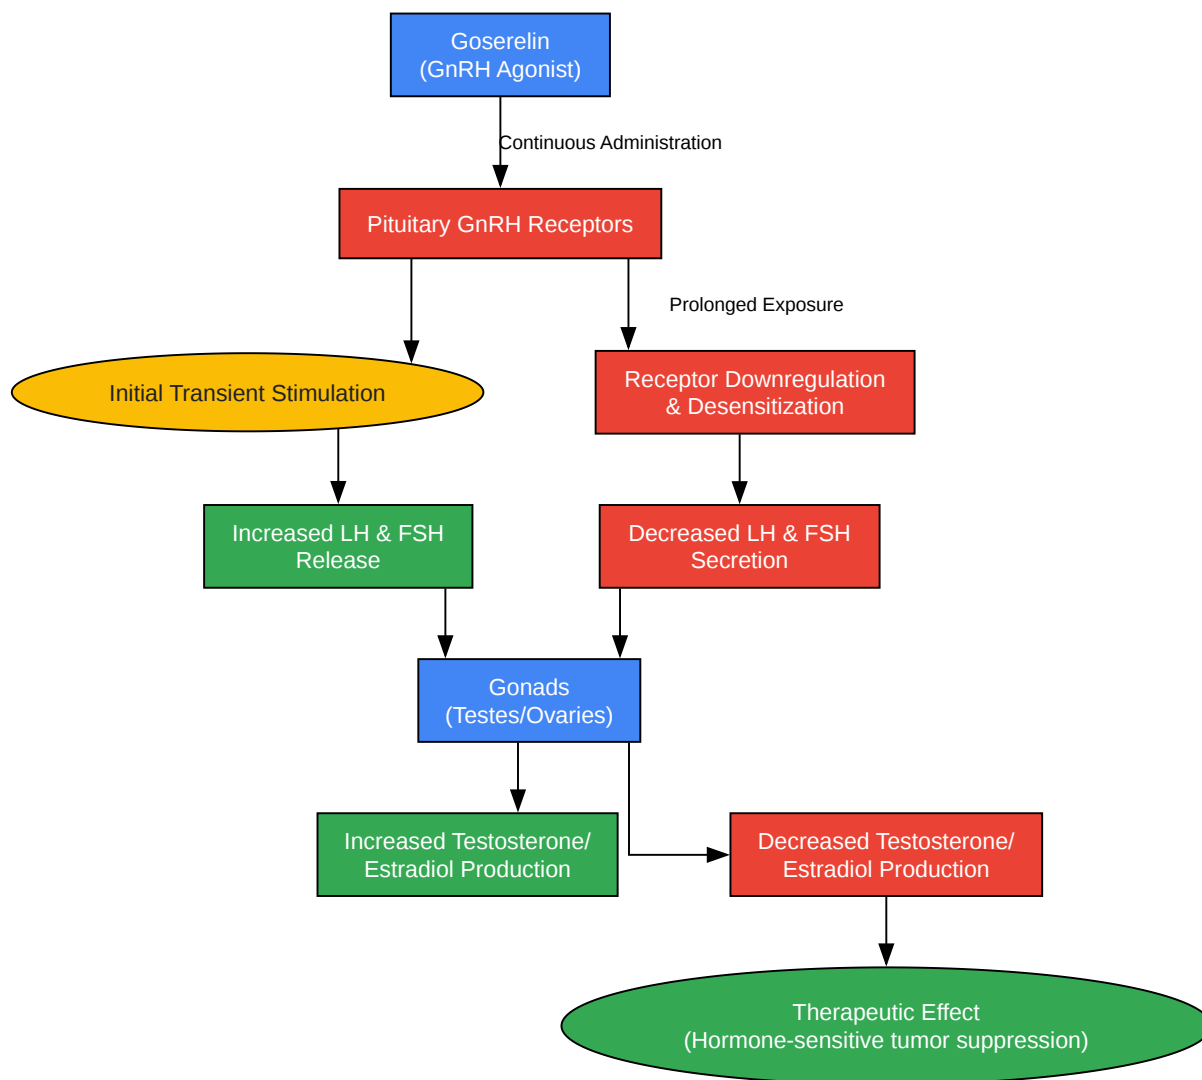 Goserelin
(GnRH Agonist)
Continuous Administration
Pituitary GnRH Receptors
Prolonged Exposure
Initial Transient Stimulation
Receptor Downregulation
& Desensitization
Increased LH & FSH
Release
Decreased LH & FSH
Secretion
Gonads
(Testes/Ovaries)
Increased Testosterone/
Estradiol Production
Decreased Testosterone/
Estradiol Production
Therapeutic Effect
(Hormone-sensitive tumor suppression)